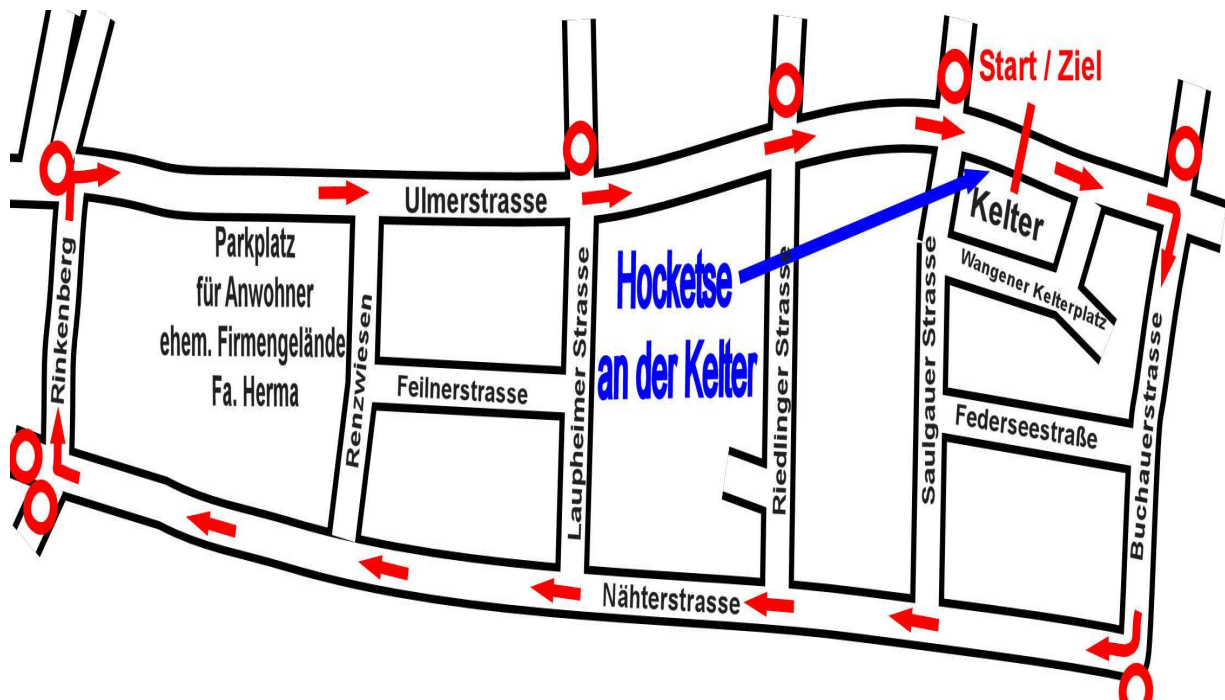 Start / Ziel
Ulmerstrasse
Kelter
Parkplatz
für Anwohner
ehem. Firmengelände
Fa. Herma
Hocketse
an der Kelter
Wangener Kelterplatz
Rinkenberg
Renzwiesen
Feilnerstrasse
Laupheimer Strasse
Riedlinger Strasse
Saulgauer Strasse
Federseestraße
Buchauerstrasse
Nähterstrasse